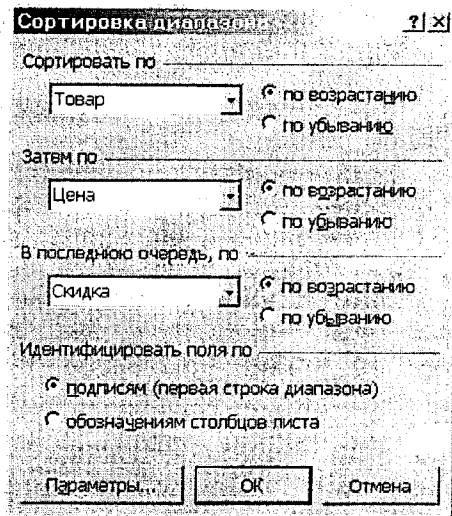 Сортировка диапазона ? ×
Сортировать по
Товар
по возрастанию
по убыванию
Затем по
Цена
по возрастанию
по убыванию
В последнюю очередь, по
Скидка
по возрастанию
по убыванию
Идентифицировать поля по
подписям (первая строка диапазона)
обозначениям столбцов листа
Параметры... ОК Отмена